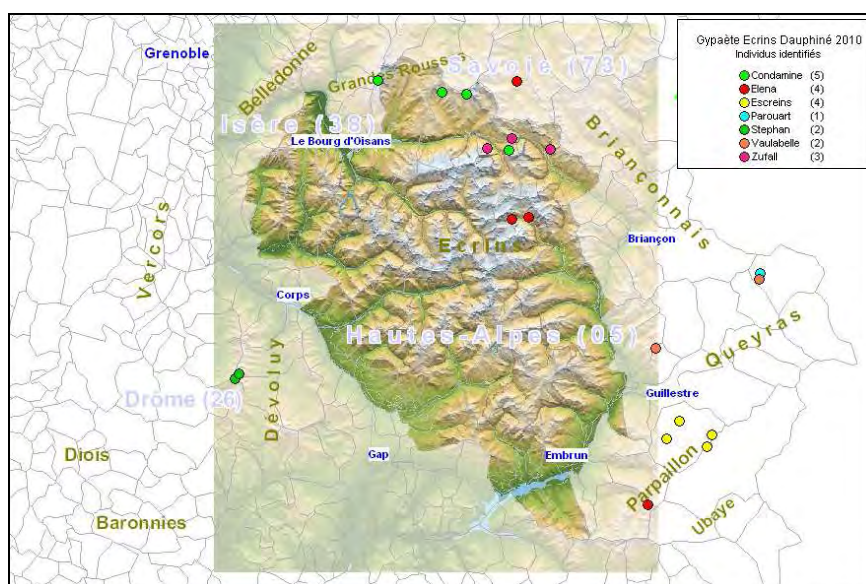 Gypaète Ecrins Dauphiné 2010
Individus identifiés
Condamine (5)
Elena (4)
Escreins (4)
Parouart (1)
Stephan (2)
Vaulabelle (2)
Zufall (3)
Grenoble
Belledonne
Grandes Rousses
Savoie (73)
Isère (38)
Le Bourg d'Oisans
Briançonnais
Vercors
Ecrins
Briançon
Corps
Hautes-Alpes (05)
Queyras
Dévoluy
Drôme (26)
Guillestre
Diois
Gap
Embrun
Parpaillon
Baronnies
Ubaye